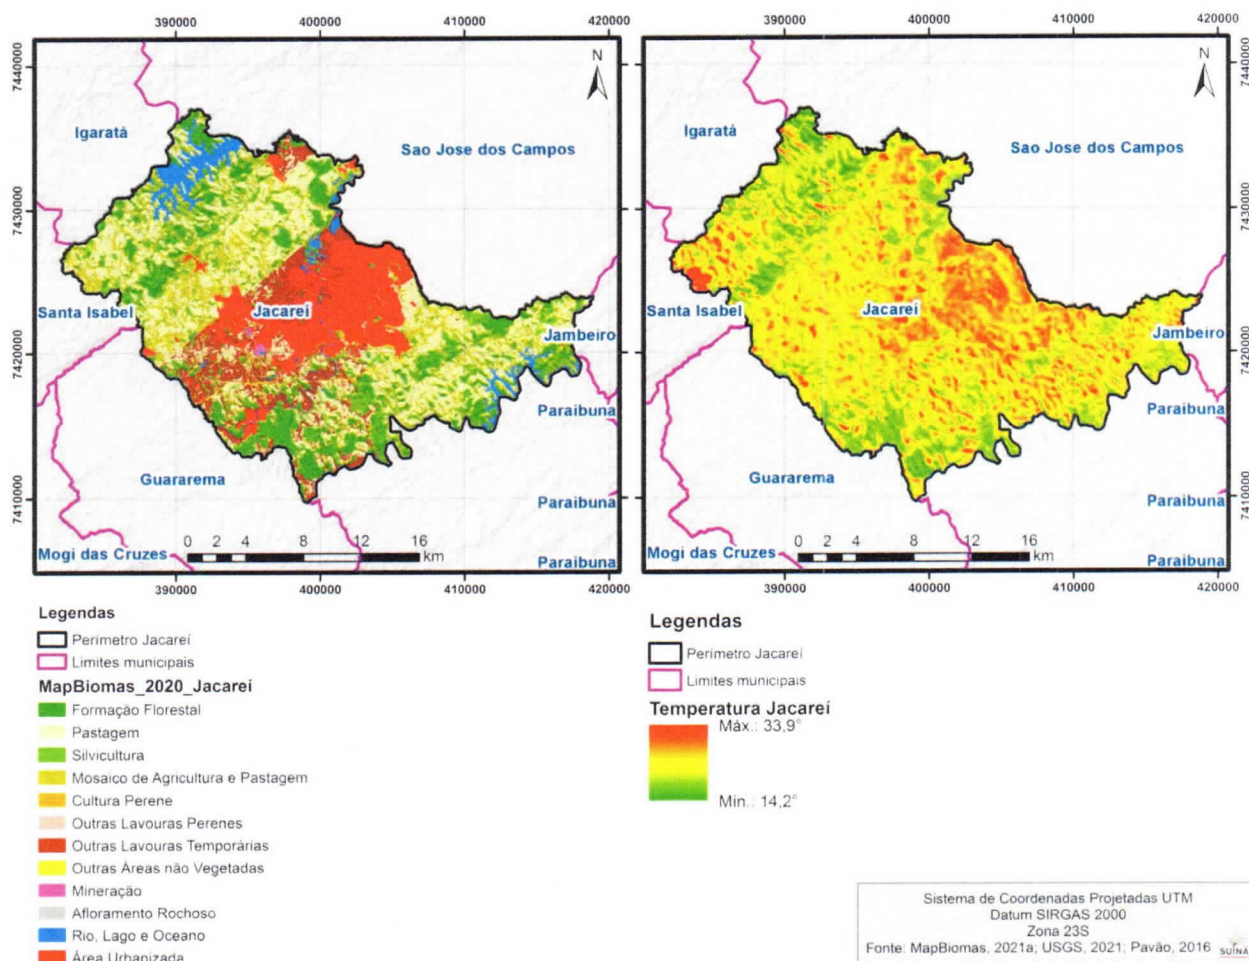 390000 400000 410000 420000
7440000
7430000
7420000
7410000
N
Igaratá
Sao Jose dos Campos
Santa Isabel
Jacareí
Jambeiro
Paraibuna
Guararema
Paraibuna
Mogi das Cruzes
Paraibuna
0 2 4 8 12 16
km
390000 400000 410000 420000
390000 400000 410000 420000
7440000
7430000
7420000
7410000
N
Igaratá
Sao Jose dos Campos
Santa Isabel
Jacareí
Jambeiro
Paraibuna
Guararema
Paraibuna
Mogi das Cruzes
Paraibuna
0 2 4 8 12 16
km
390000 400000 410000 420000
Legendas
Perímetro Jacareí
Limites municipais
MapBiomas_2020_Jacareí
Formação Florestal
Pastagem
Silvicultura
Mosaico de Agricultura e Pastagem
Cultura Perene
Outras Lavouras Perenes
Outras Lavouras Temporárias
Outras Áreas não Vegetadas
Mineração
Afloramento Rochoso
Rio, Lago e Oceano
Área Urbanizada
Legendas
Perímetro Jacareí
Limites municipais
Temperatura Jacareí
Máx.: 33,9°
Mín.: 14,2°
Sistema de Coordenadas Projetadas UTM
Datum SIRGAS 2000
Zona 23S
Fonte: MapBiomas, 2021a; USGS, 2021; Pavão, 2016
SUINÃ